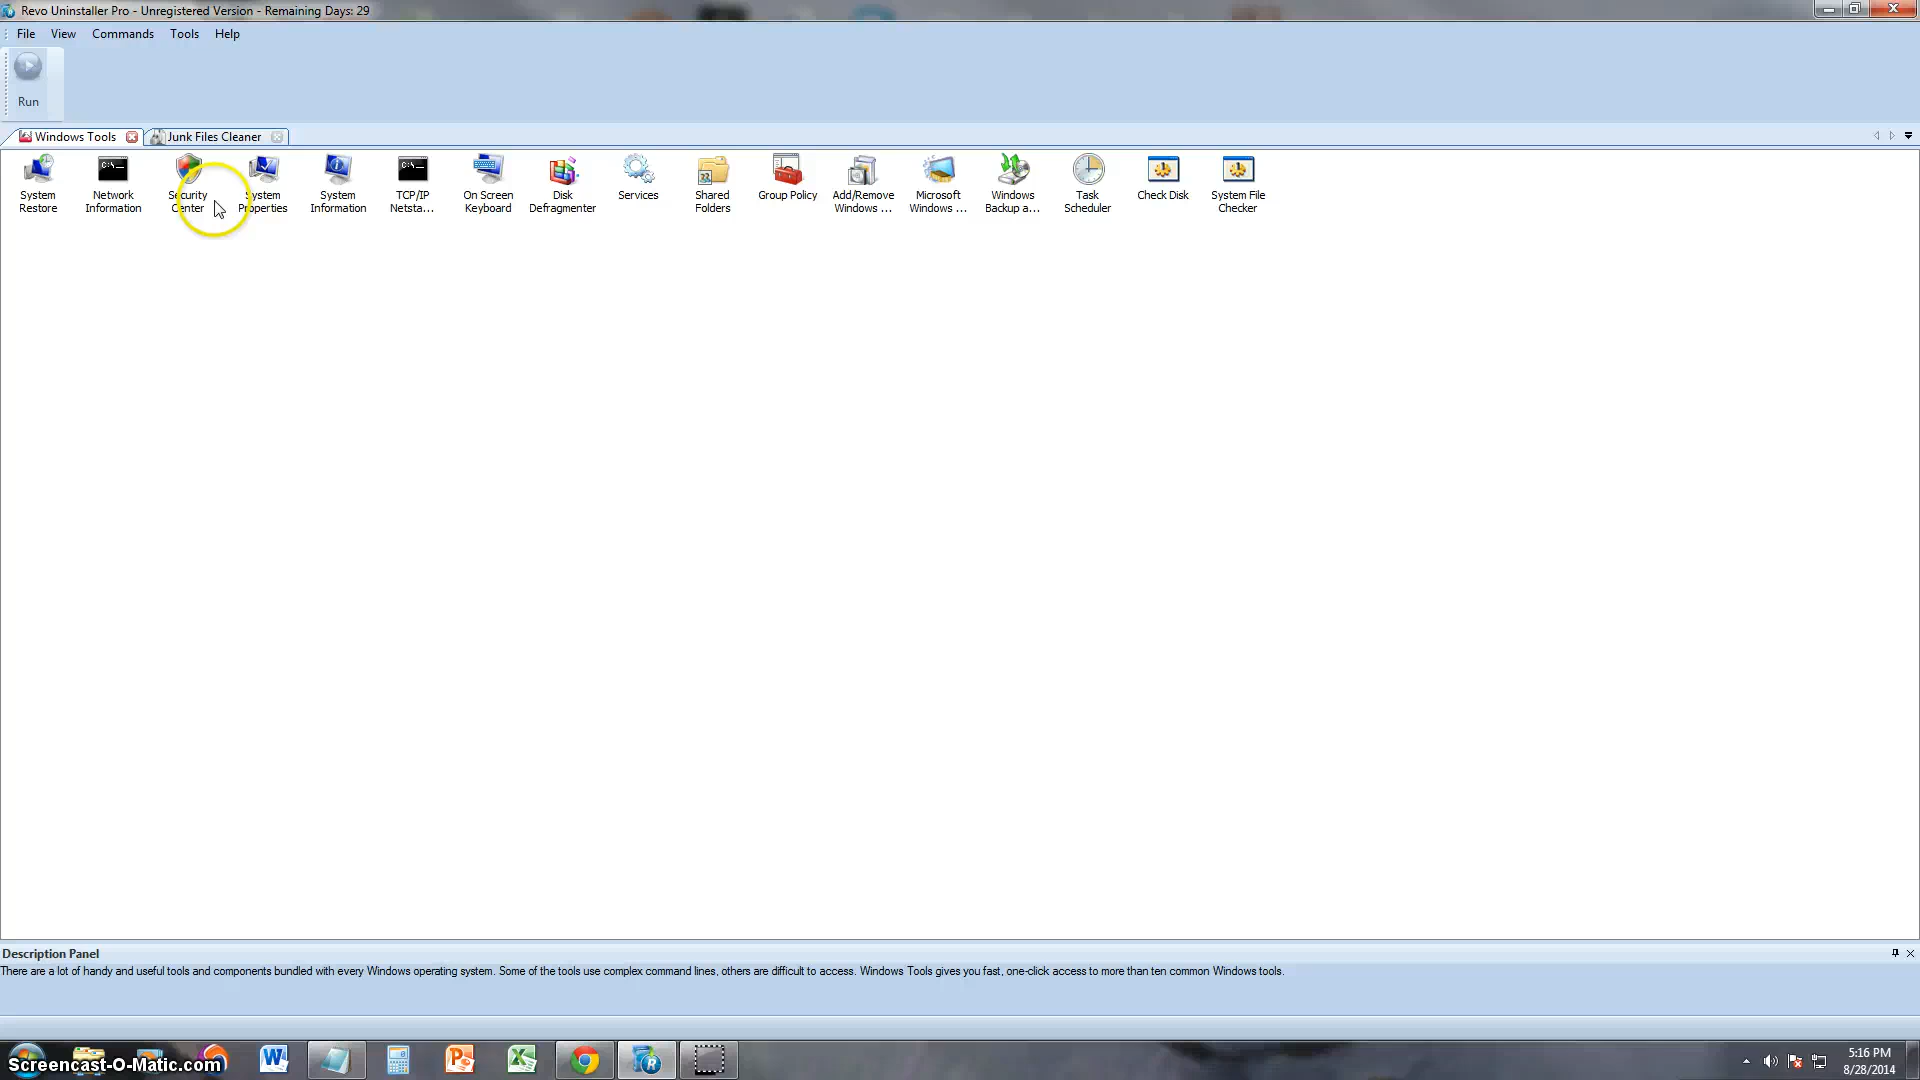 Revo Uninstaller Pro - Unregistered Version - Remaining Days: 29
File View Commands Tools Help
Run
Windows Tools Junk Files Cleaner
System Restore
Network Information
Security Center
System Properties
System Information
TCP/IP Netsta...
On Screen Keyboard
Disk Defragmenter
Services
Shared Folders
Group Policy
Add/Remove Windows ...
Microsoft Windows ...
Windows Backup a...
Task Scheduler
Check Disk
System File Checker
Description Panel
There are a lot of handy and useful tools and components bundled with every Windows operating system. Some of the tools use complex command lines, others are difficult to access. Windows Tools gives you fast, one-click access to more than ten common Windows tools.
Screencast-O-Matic.com
5:16 PM
8/28/2014